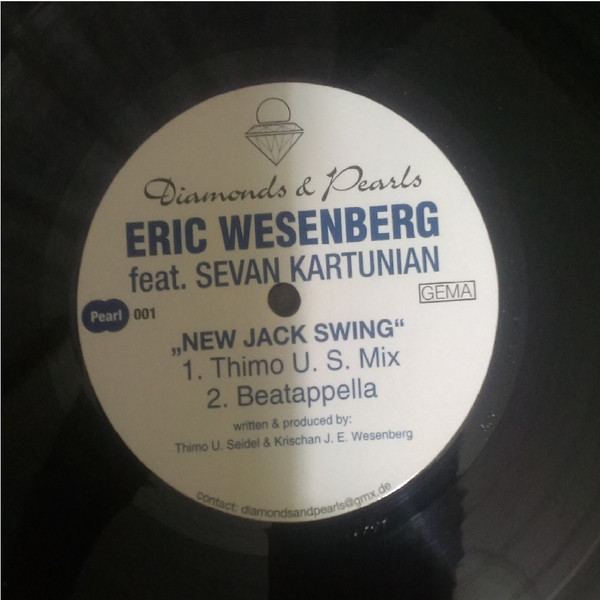 Diamonds & Pearls
ERIC WESENBERG
feat. SEVAN KARTUNIAN
GEMA
Pearl 001
„NEW JACK SWING“
1. Thimo U. S. Mix
2. Beatappella
written & produced by:
Thimo U. Seidel & Krischan J. E. Wesenberg
contact: diamondsandpearls@gmx.de